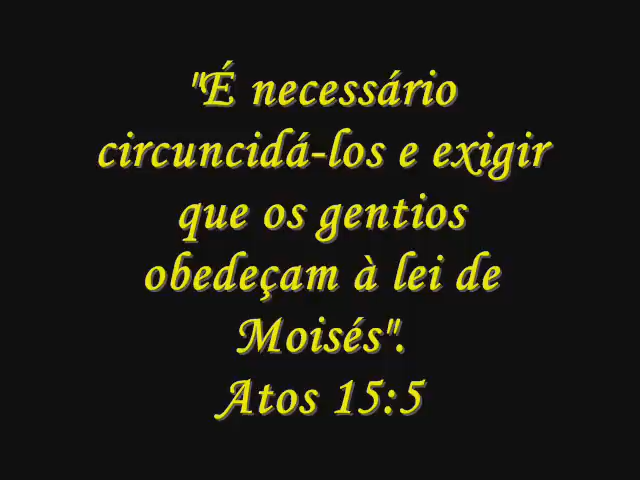 "É necessário
circuncidá-los e exigir
que os gentios
obedeçam à lei de
Moisés".
Atos 15:5